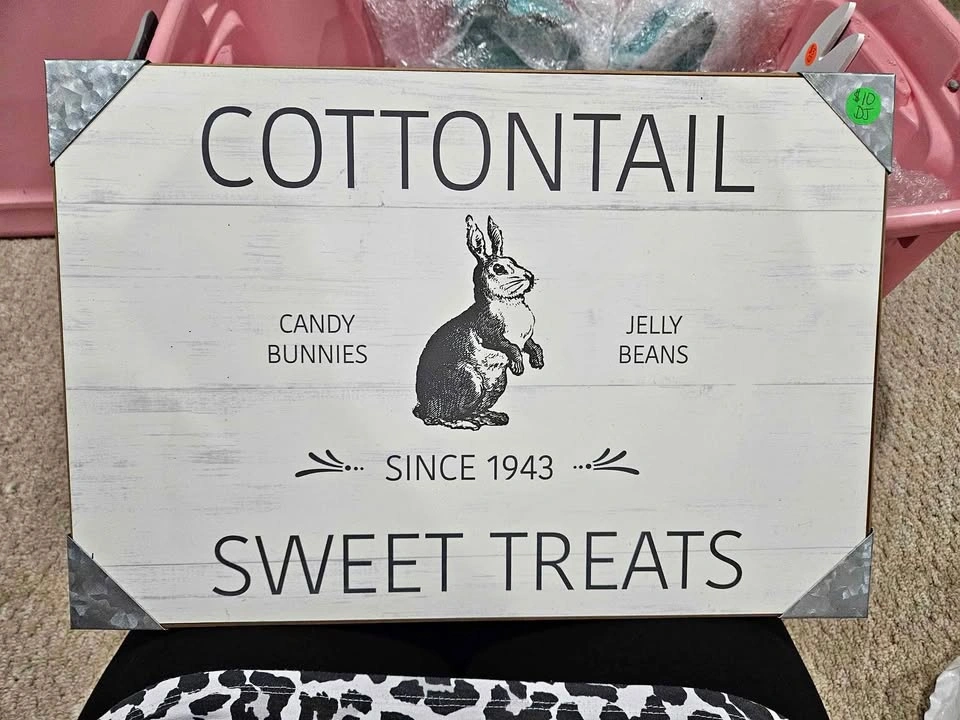 COTTONTAIL
$10
DJ
CANDY
BUNNIES
JELLY
BEANS
SINCE 1943
SWEET TREATS